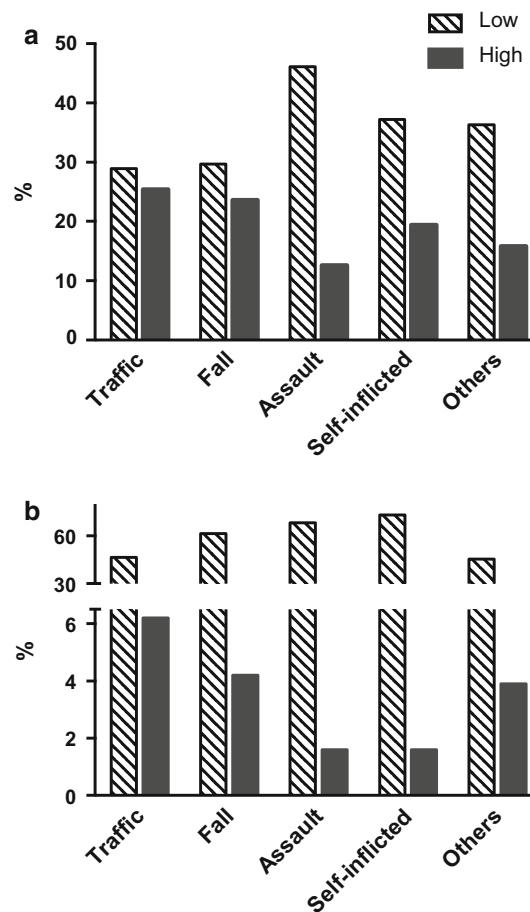 a
Low
High
50
40
30
20
10
0
%
Traffic
Fall
Assault
Self-inflicted
Others
b
60
30
6
4
2
0
%
Traffic
Fall
Assault
Self-inflicted
Others